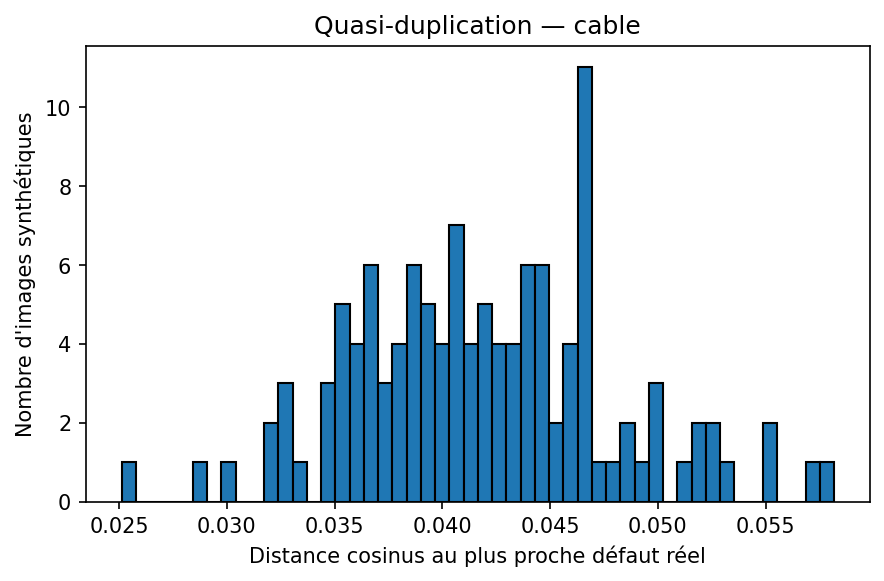 Quasi-duplication — cable
Nombre d'images synthétiques
10
8
6
4
2
0
0.025 0.030 0.035 0.040 0.045 0.050 0.055
Distance cosinus au plus proche défaut réel